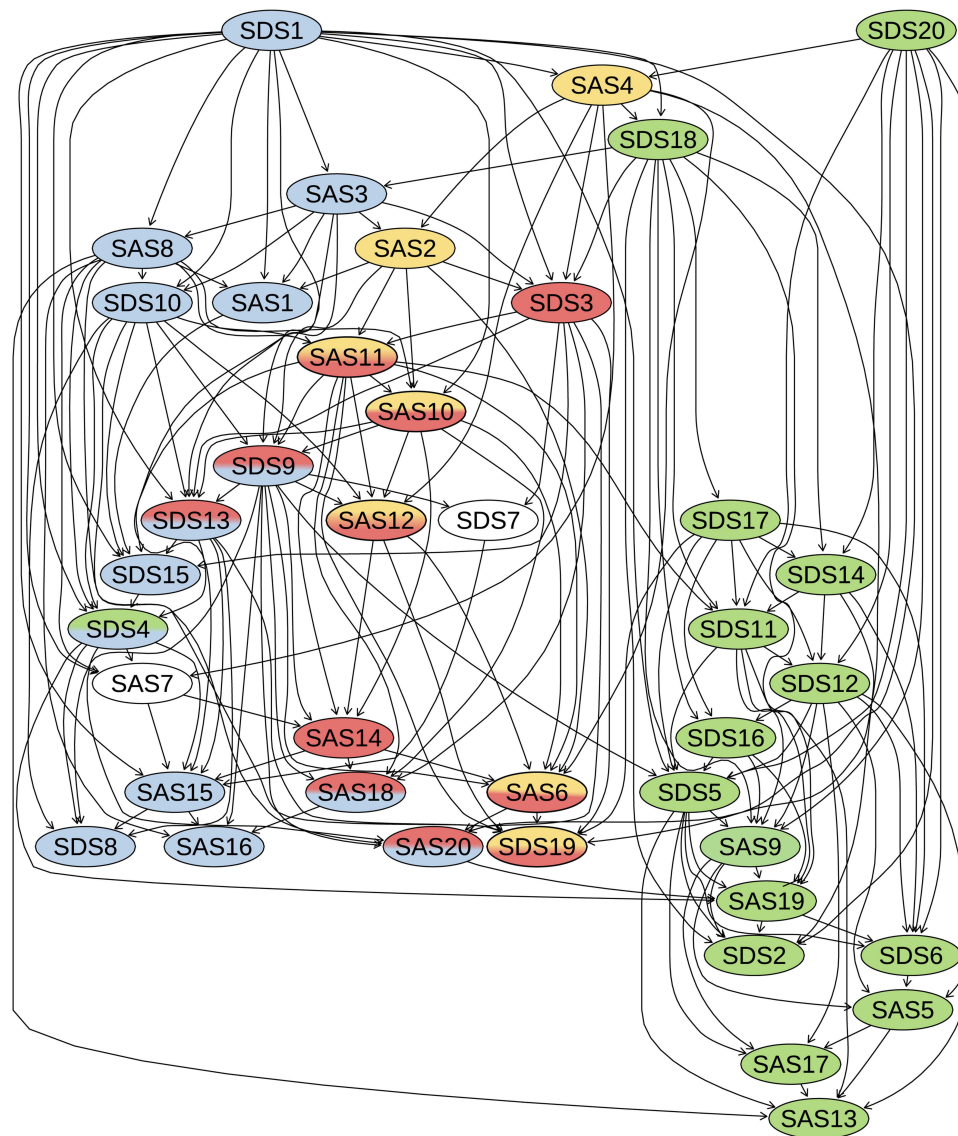 SDS1 SDS20
SAS4
SDS18
SAS3
SAS8 SAS2
SDS10 SAS1 SDS3
SAS11
SAS10
SDS9
SDS13 SAS12 SDS7 SDS17
SDS15 SDS14
SDS4 SDS11
SAS7 SDS12
SAS14 SDS16
SAS15 SAS18 SAS6 SDS5
SDS8 SAS16 SAS20 SDS19 SAS9
SAS19
SDS2 SDS6
SAS5
SAS17
SAS13